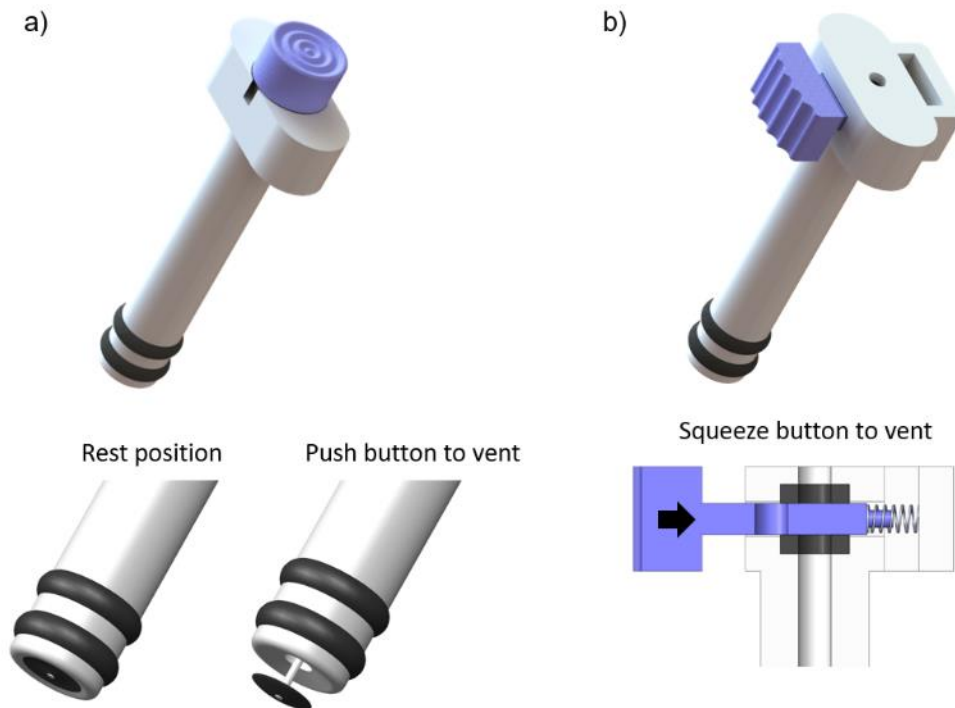 a)
b)
Rest position
Push button to vent
Squeeze button to vent